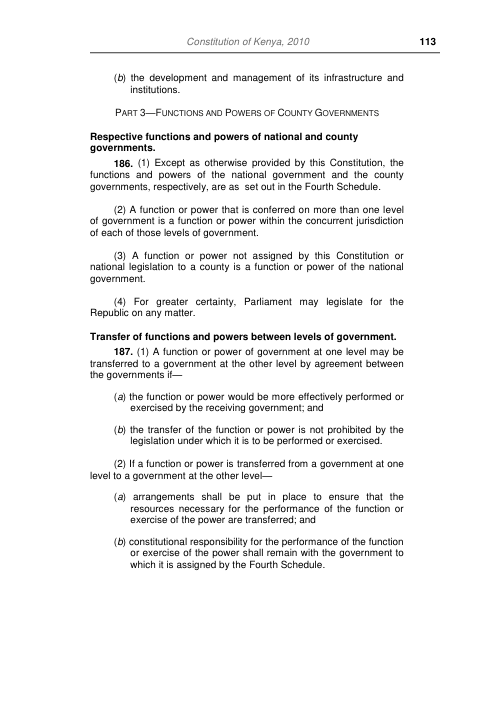 Constitution of Kenya, 2010 113
(b) the development and management of its infrastructure and
institutions.
PART 3—FUNCTIONS AND POWERS OF COUNTY GOVERNMENTS
Respective functions and powers of national and county
governments.
186. (1) Except as otherwise provided by this Constitution, the
functions and powers of the national government and the county
governments, respectively, are as set out in the Fourth Schedule.
(2) A function or power that is conferred on more than one level
of government is a function or power within the concurrent jurisdiction
of each of those levels of government.
(3) A function or power not assigned by this Constitution or
national legislation to a county is a function or power of the national
government.
(4) For greater certainty, Parliament may legislate for the
Republic on any matter.
Transfer of functions and powers between levels of government.
187. (1) A function or power of government at one level may be
transferred to a government at the other level by agreement between
the governments if—
(a) the function or power would be more effectively performed or
exercised by the receiving government; and
(b) the transfer of the function or power is not prohibited by the
legislation under which it is to be performed or exercised.
(2) If a function or power is transferred from a government at one
level to a government at the other level—
(a) arrangements shall be put in place to ensure that the
resources necessary for the performance of the function or
exercise of the power are transferred; and
(b) constitutional responsibility for the performance of the function
or exercise of the power shall remain with the government to
which it is assigned by the Fourth Schedule.